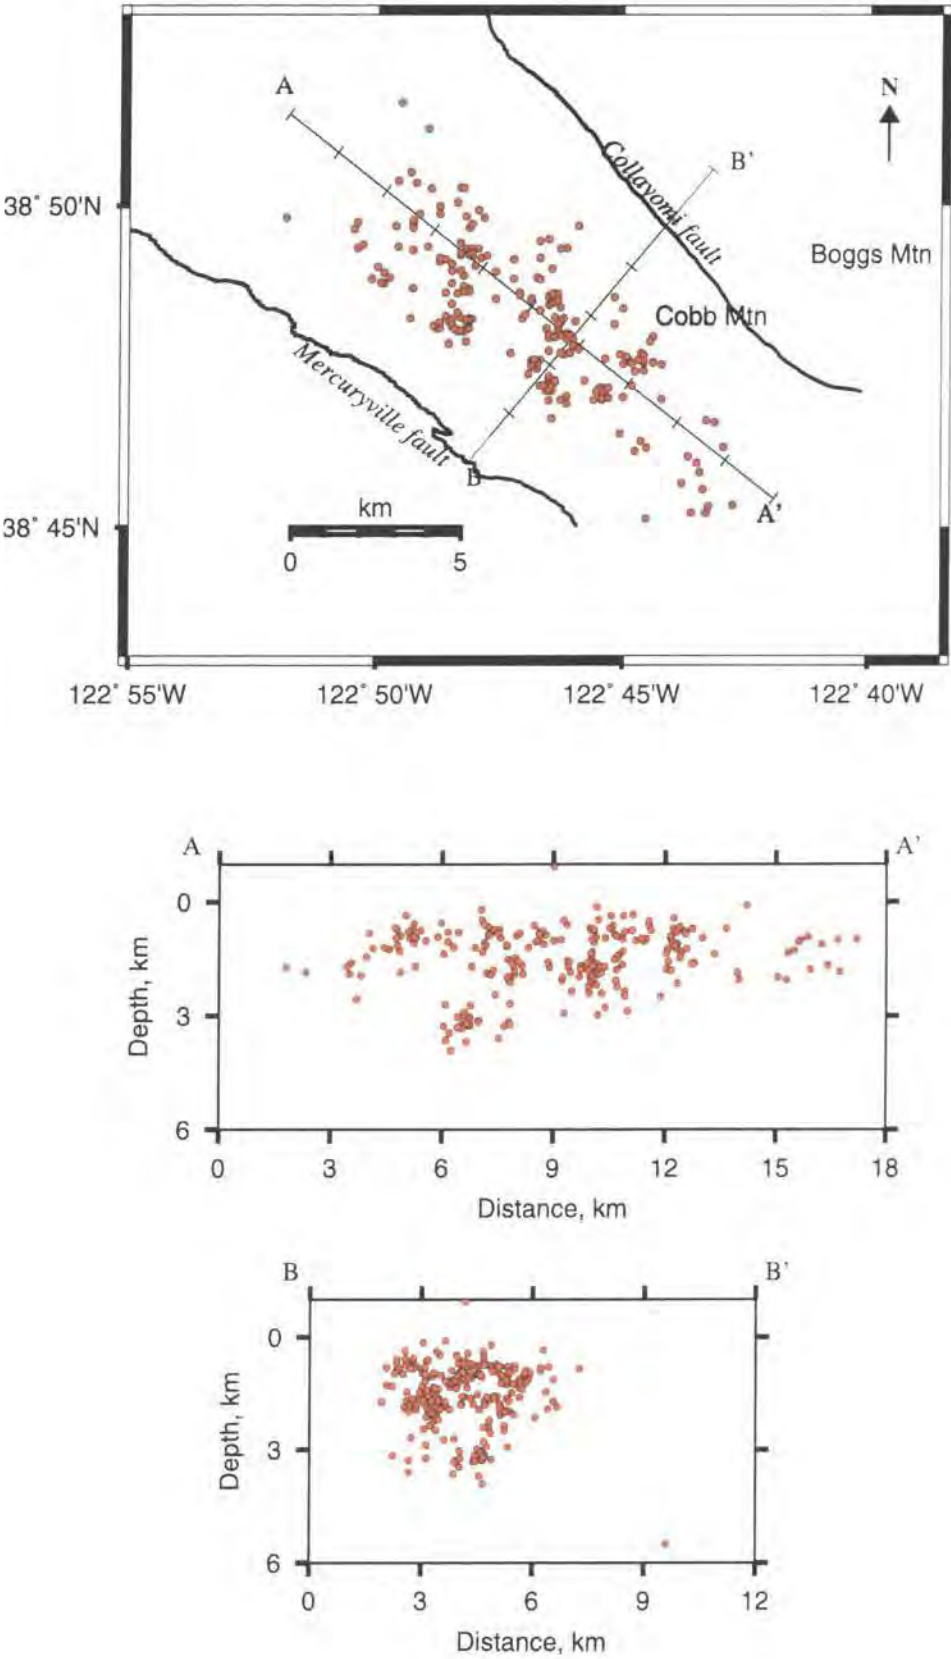 A
N
B'
Collayomi fault
38° 50'N
Boggs Mtn
Cobb Mtn
Mercuryville fault
B
A'
km
0 5
38° 45'N
122° 55'W 122° 50'W 122° 45'W 122° 40'W
A A'
0
3
6
Depth, km
0 3 6 9 12 15 18
Distance, km
B B'
0
3
6
Depth, km
0 3 6 9 12
Distance, km